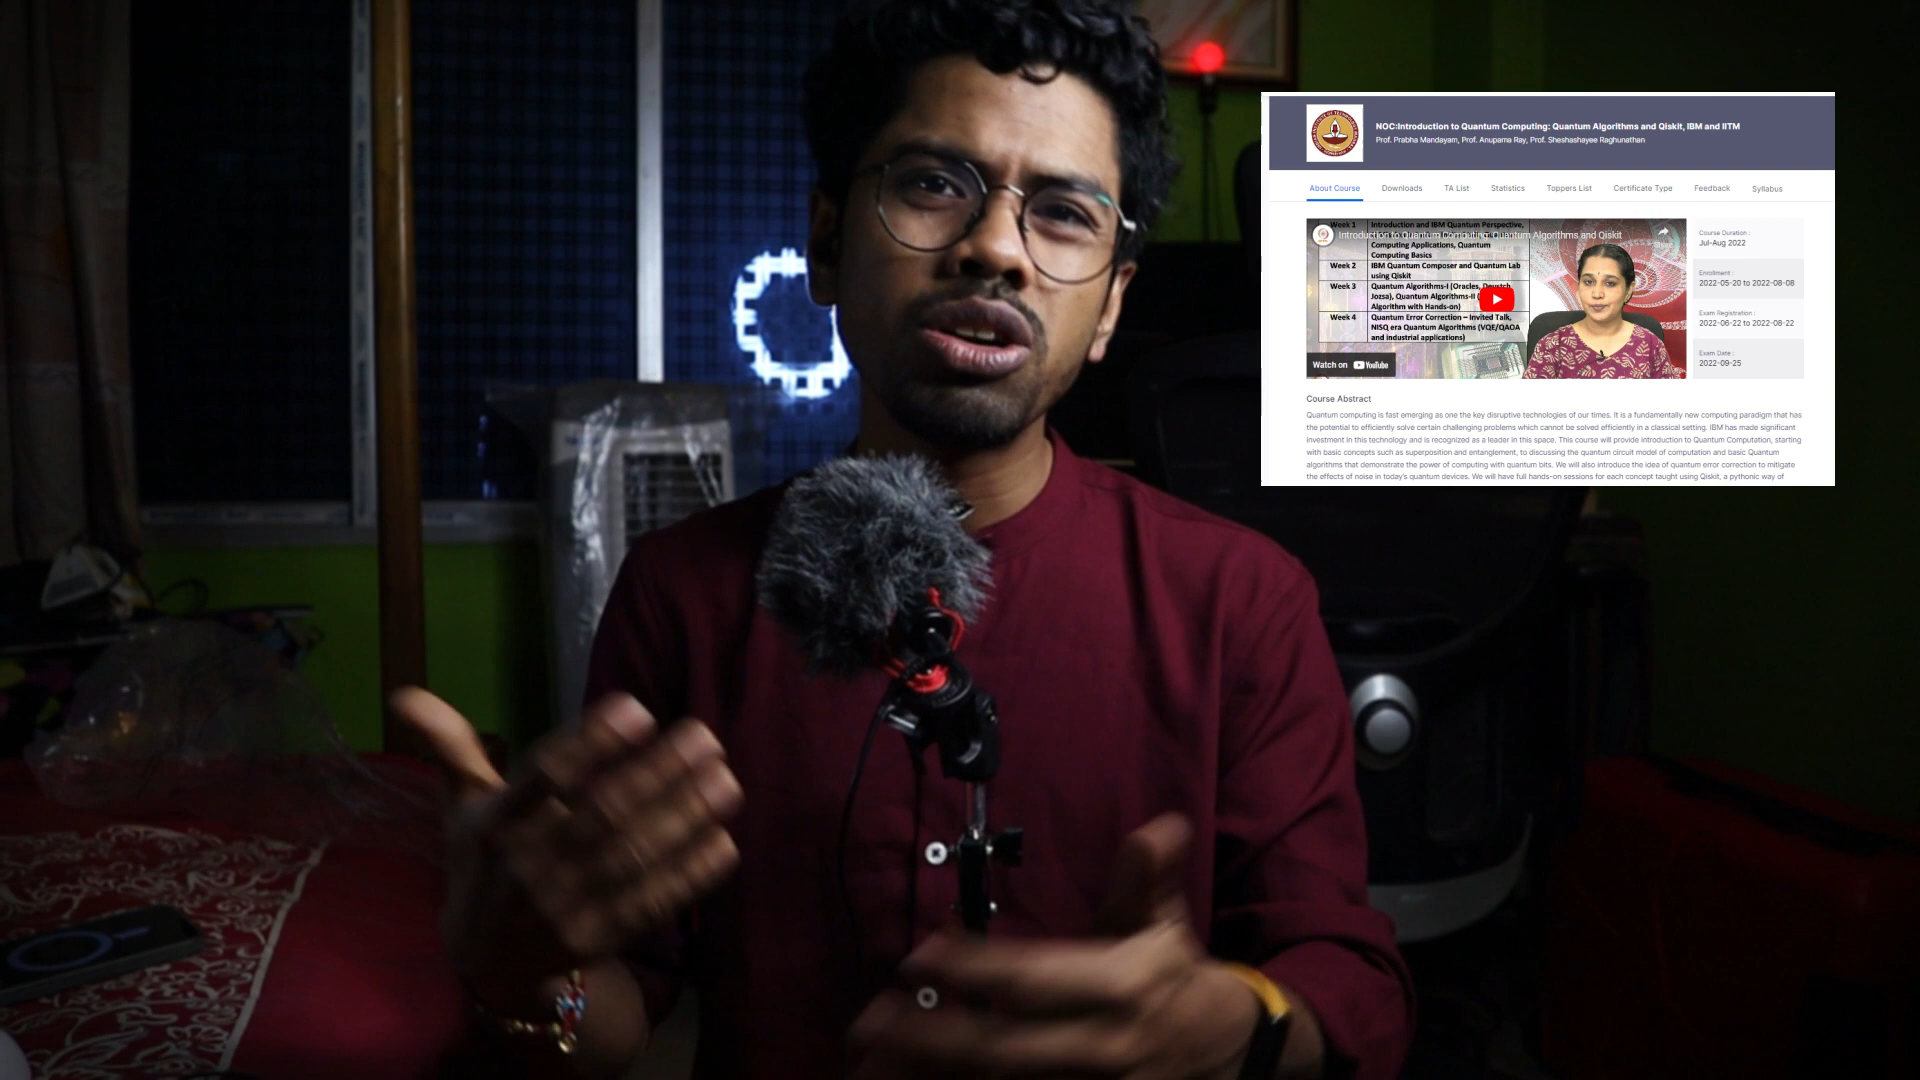 NOC:Introduction to Quantum Computing: Quantum Algorithms and Qiskit, IBM and IITM
Prof. Prabha Mandayam, Prof. Anupama Ray, Prof. Sheshashayee Raghunathan
About Course Downloads TA List Statistics Toppers List Certificate Type Feedback Syllabus
Introduction to Quantum Computing: Quantum Algorithms and Qiskit
Week 1 Introduction and IBM Quantum Perspective,
Computing Applications, Quantum
Computing Basics
Week 2 IBM Quantum Composer and Quantum Lab
using Qiskit
Week 3 Quantum Algorithms-I (Oracles, Deustch
Jozsa), Quantum Algorithms-II (
Algorithm with Hands-on)
Week 4 Quantum Error Correction – Invited Talk,
NISQ era Quantum Algorithms (VQE/QAOA
and industrial applications)
Watch on YouTube
Course Duration :
Jul-Aug 2022
Enrollment :
2022-05-20 to 2022-08-08
Exam Registration :
2022-06-22 to 2022-08-22
Exam Date :
2022-09-25
Course Abstract
Quantum computing is fast emerging as one the key disruptive technologies of our times. It is a fundamentally new computing paradigm that has
the potential to efficiently solve certain challenging problems which cannot be solved efficiently in a classical setting. IBM has made significant
investment in this technology and is recognized as a leader in this space. This course will provide introduction to Quantum Computation, starting
with basic concepts such as superposition and entanglement, to discussing the quantum circuit model of computation and basic Quantum
algorithms that demonstrate the power of computing with quantum bits. We will also introduce the idea of quantum error correction to mitigate
the effects of noise in today's quantum devices. We will have full hands-on sessions for each concept taught using Qiskit, a pythonic way of